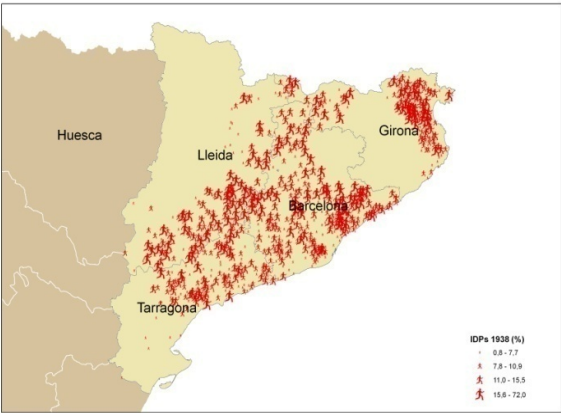 Huesca
Lleida
Girona
Barcelona
Tarragona
IDPs 1938 (%)
0,8 - 7,7
7,8 - 10,9
11,0 - 15,5
15,6 - 72,0